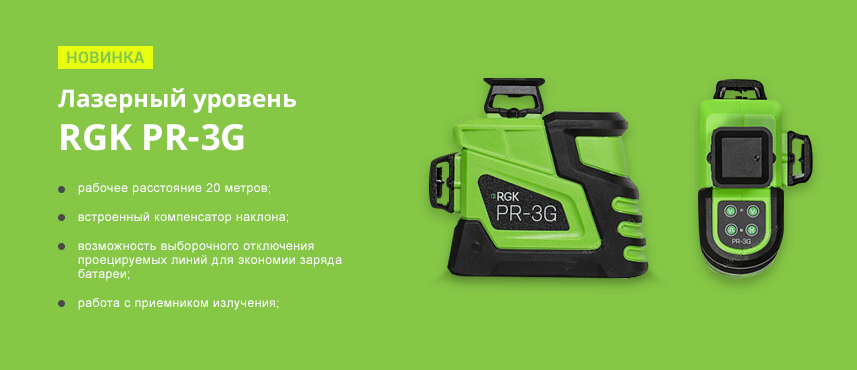 НОВИНКА
Лазерный уровень
RGK PR-3G
рабочее расстояние 20 метров;
встроенный компенсатор наклона;
возможность выборочного отключения
проецируемых линий для экономии заряда
батареи;
работа с приемником излучения;
RGK
PR-3G
PR-3G